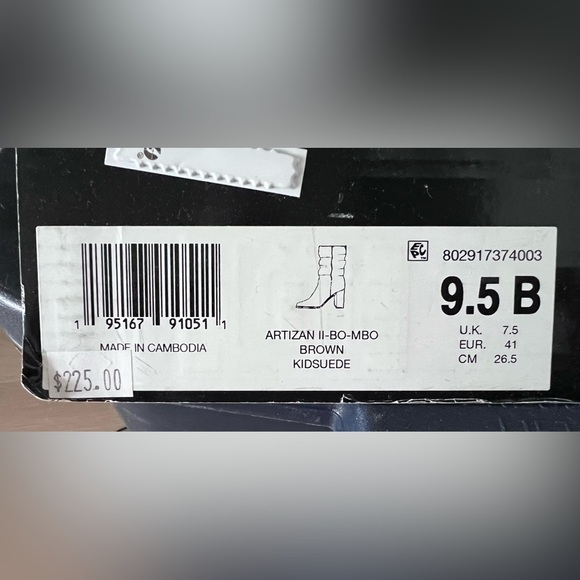 802917374003
9.5 B
U.K. 7.5
EUR. 41
CM 26.5
1 95167 91051 1
MADE IN CAMBODIA
ARTIZAN II-BO-MBO
BROWN
KIDSUEDE
$225.00